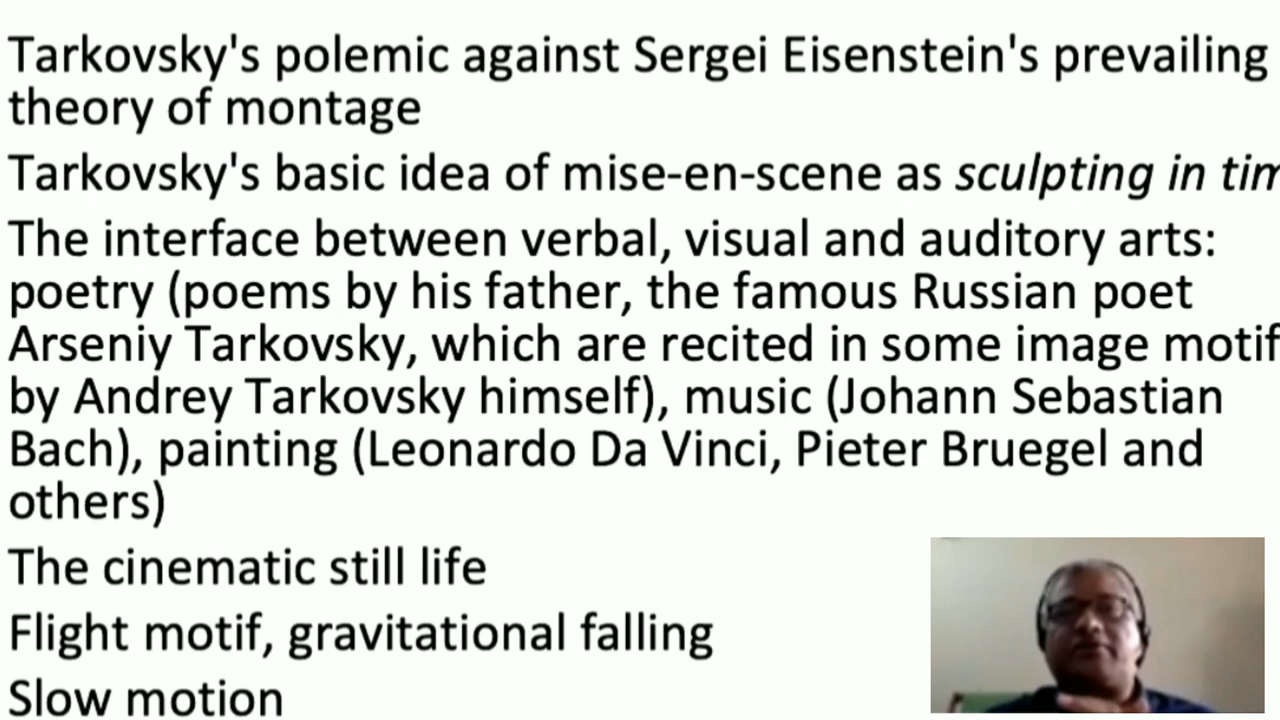 Tarkovsky's polemic against Sergei Eisenstein's prevailing
theory of montage
Tarkovsky's basic idea of mise-en-scene as sculpting in tim
The interface between verbal, visual and auditory arts:
poetry (poems by his father, the famous Russian poet
Arseniy Tarkovsky, which are recited in some image motif
by Andrey Tarkovsky himself), music (Johann Sebastian
Bach), painting (Leonardo Da Vinci, Pieter Bruegel and
others)
The cinematic still life
Flight motif, gravitational falling
Slow motion